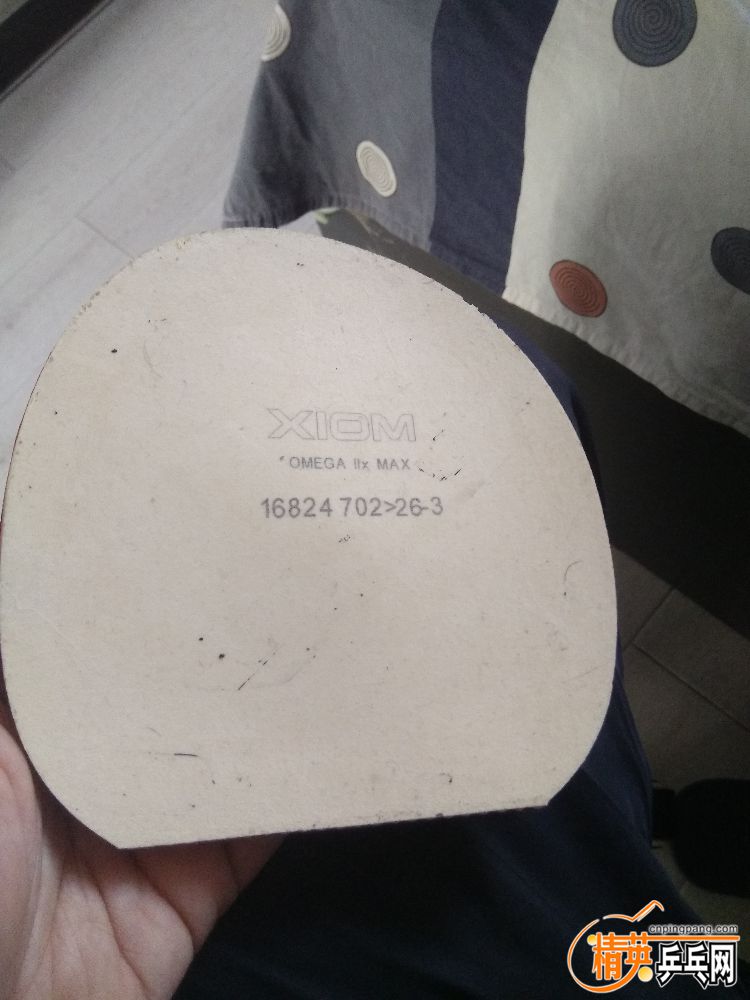 XIOM
OMEGA IIx MAX
16824 702>26-3
cnpingpang.com
精英乒乓网